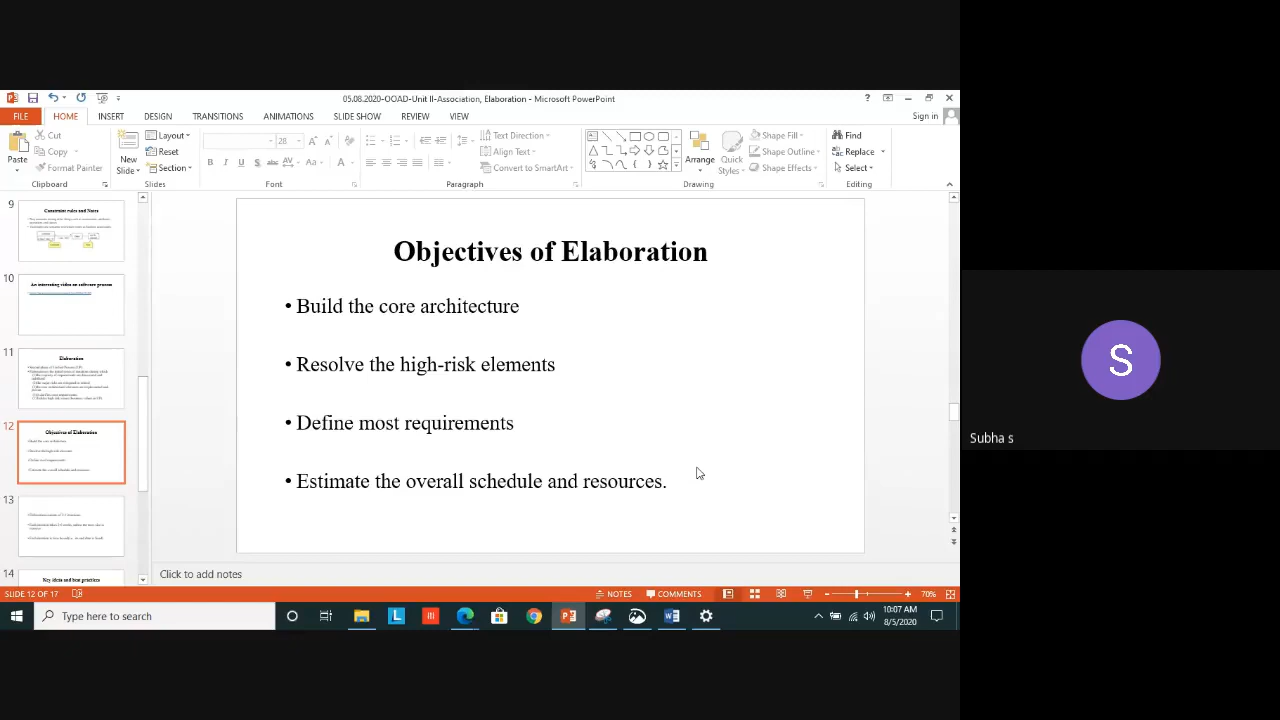 05.08.2020-OOAD-Unit II-Association, Elaboration - Microsoft PowerPoint
Sign in
FILE HOME INSERT DESIGN TRANSITIONS ANIMATIONS SLIDE SHOW REVIEW VIEW
Paste
Cut
Copy
Format Painter
Clipboard
New Slide
Layout
Reset
Section
Slides
28
Font
Paragraph
Text Direction
Align Text
Convert to SmartArt
Arrange
Quick Styles
Shape Fill
Shape Outline
Shape Effects
Drawing
Find
Replace
Select
Editing
9
Constraint rules and Notes
10
An interesting video on software process
11
Elaboration
12
Objectives of Elaboration
13
14
Key ideas and best practices
Objectives of Elaboration
• Build the core architecture
• Resolve the high-risk elements
• Define most requirements
• Estimate the overall schedule and resources.
Click to add notes
SLIDE 12 OF 17
NOTES
COMMENTS
70%
Type here to search
10:07 AM
8/5/2020
S
Subha s